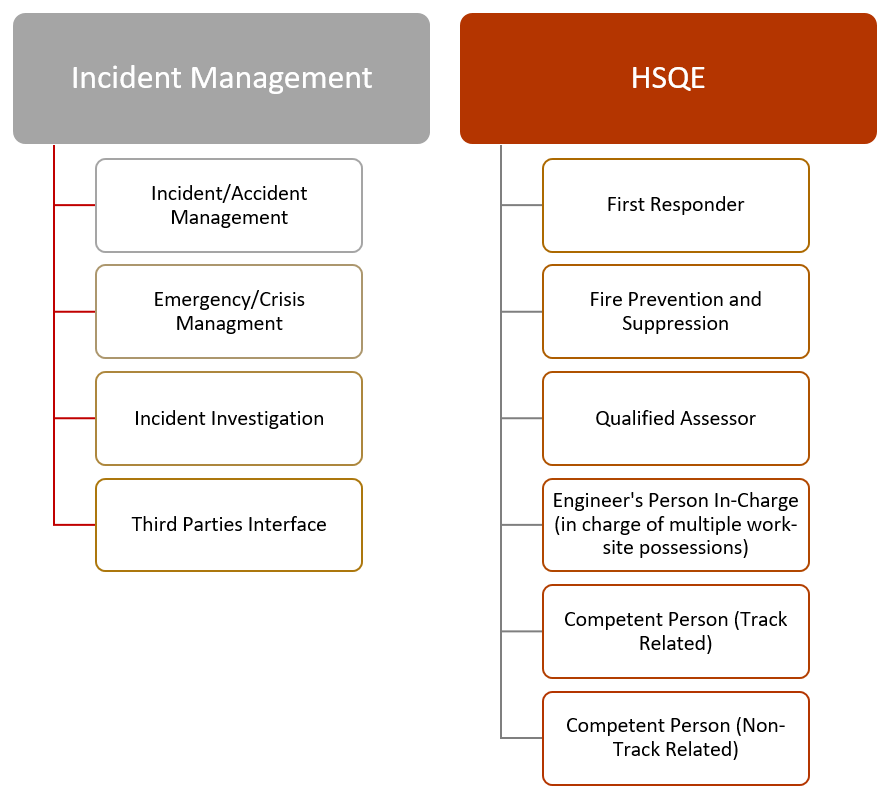 Incident Management
Incident/Accident
Management
Emergency/Crisis
Managment
Incident Investigation
Third Parties Interface
HSQE
First Responder
Fire Prevention and
Suppression
Qualified Assessor
Engineer's Person In-Charge
(in charge of multiple work-
site possessions)
Competent Person (Track
Related)
Competent Person (Non-
Track Related)